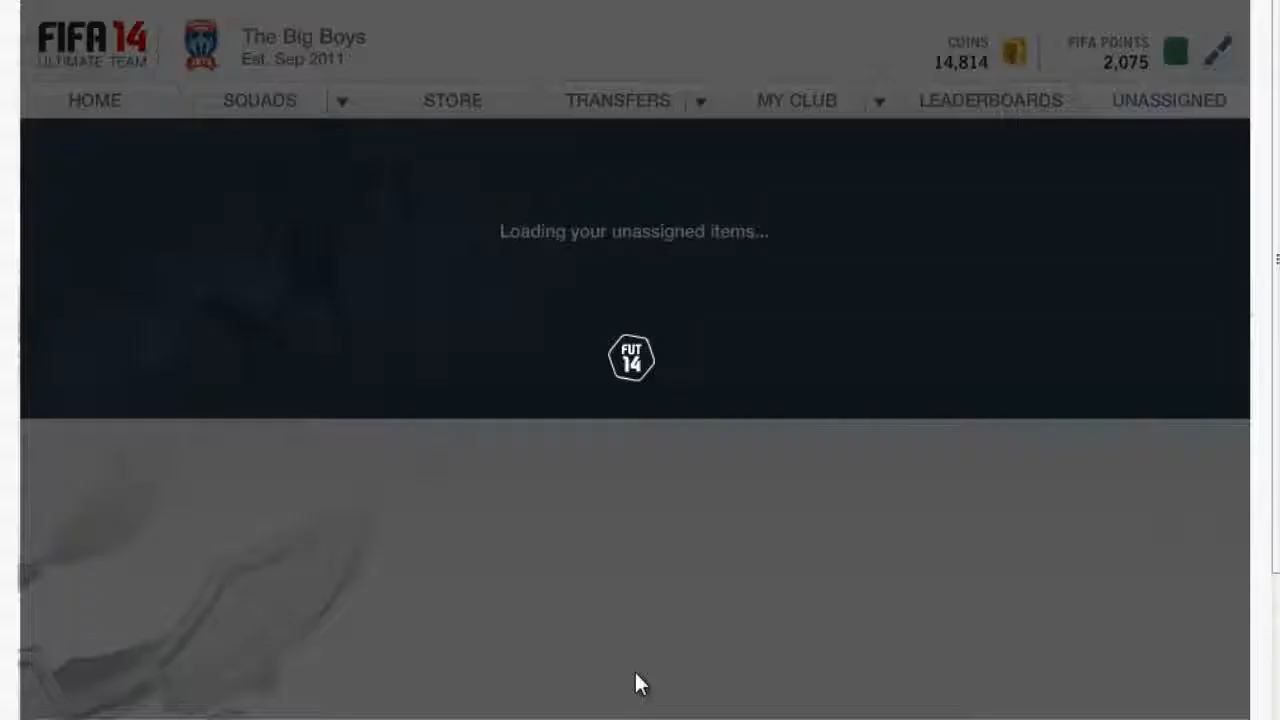 FIFA 14
ULTIMATE TEAM
The Big Boys
Est. Sep 2011
COINS
14,814
FIFA POINTS
2,075
HOME
SQUADS
STORE
TRANSFERS
MY CLUB
LEADERBOARDS
UNASSIGNED
Loading your unassigned items...
FUT
14